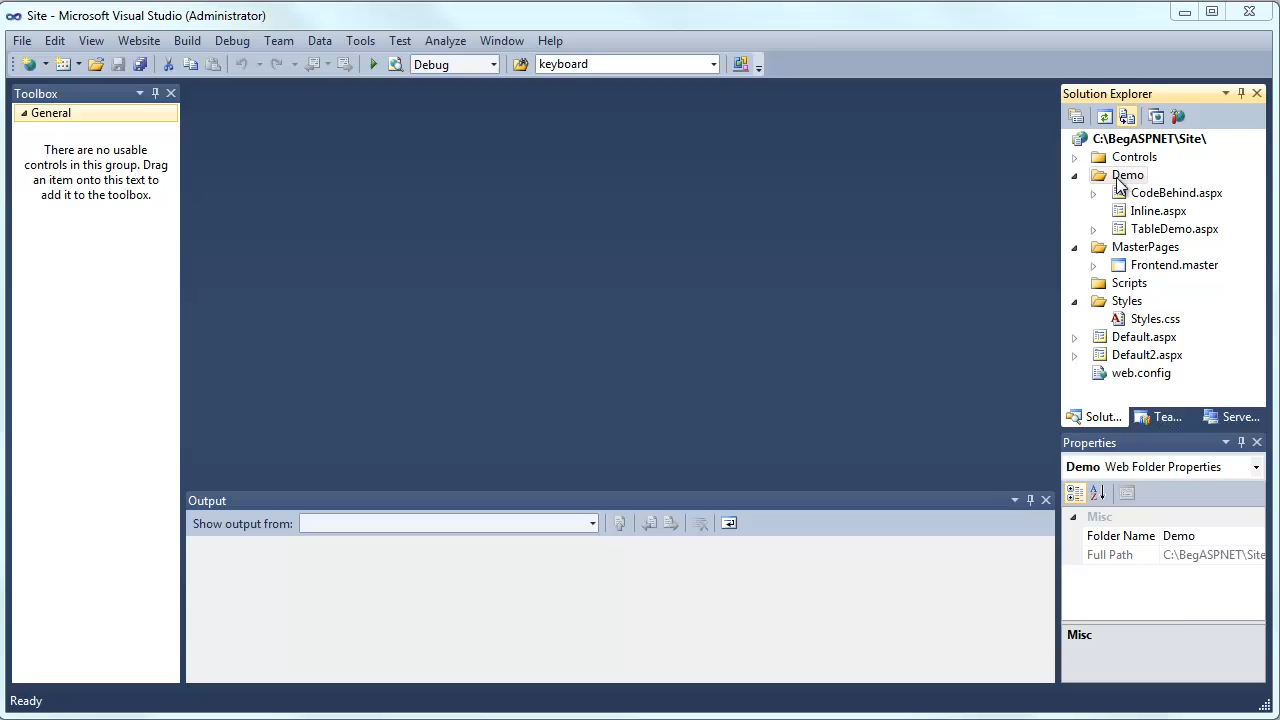 Site - Microsoft Visual Studio (Administrator)
File Edit View Website Build Debug Team Data Tools Test Analyze Window Help
Debug keyboard
Toolbox
General
There are no usable
controls in this group. Drag
an item onto this text to
add it to the toolbox.
Output
Show output from:
Solution Explorer
C:\BegASPNET\Site\
Controls
Demo
CodeBehind.aspx
Inline.aspx
TableDemo.aspx
MasterPages
Frontend.master
Scripts
Styles
Styles.css
Default.aspx
Default2.aspx
web.config
Solut... Tea... Serve...
Properties
Demo Web Folder Properties
Misc
Folder Name Demo
Full Path C:\BegASPNET\Site
Misc
Ready